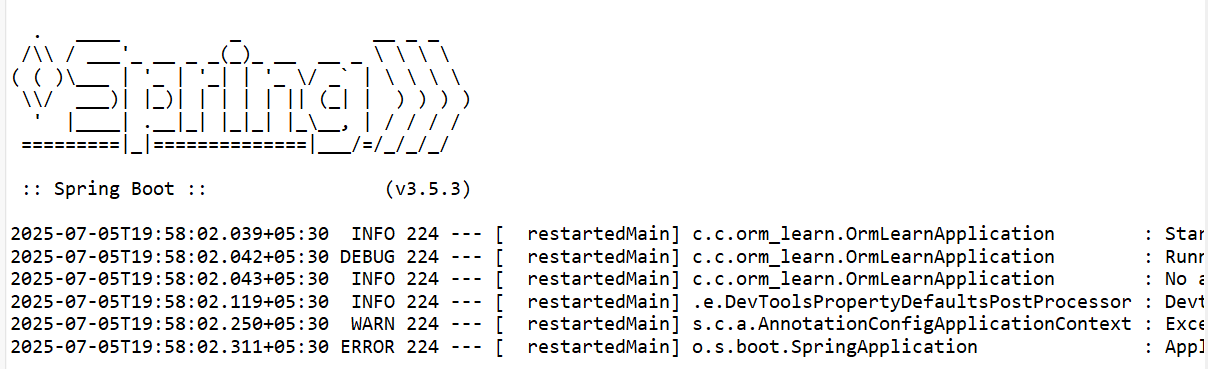 .   ____          _            __ _ _
 /\\ / ___'_ __ _ _(_)_ __  __ _ \ \ \ \
( ( )\___ | '_ | '_| | '_ \/ _` | \ \ \ \
 \\/  ___)| |_)| | | | | || (_| |  ) ) ) )
  '  |____| .__|_| |_|_| |_\__, | / / / /
 =========|_|==============|___/=/_/_/_/

 :: Spring Boot ::                (v3.5.3)

2025-07-05T19:58:02.039+05:30  INFO 224 --- [  restartedMain] c.c.orm_learn.OrmLearnApplication        : Star
2025-07-05T19:58:02.042+05:30 DEBUG 224 --- [  restartedMain] c.c.orm_learn.OrmLearnApplication        : Runn
2025-07-05T19:58:02.043+05:30  INFO 224 --- [  restartedMain] c.c.orm_learn.OrmLearnApplication        : No a
2025-07-05T19:58:02.119+05:30  INFO 224 --- [  restartedMain] .e.DevToolsPropertyDefaultsPostProcessor : Devt
2025-07-05T19:58:02.250+05:30  WARN 224 --- [  restartedMain] s.c.a.AnnotationConfigApplicationContext : Exce
2025-07-05T19:58:02.311+05:30 ERROR 224 --- [  restartedMain] o.s.boot.SpringApplication               : Appl